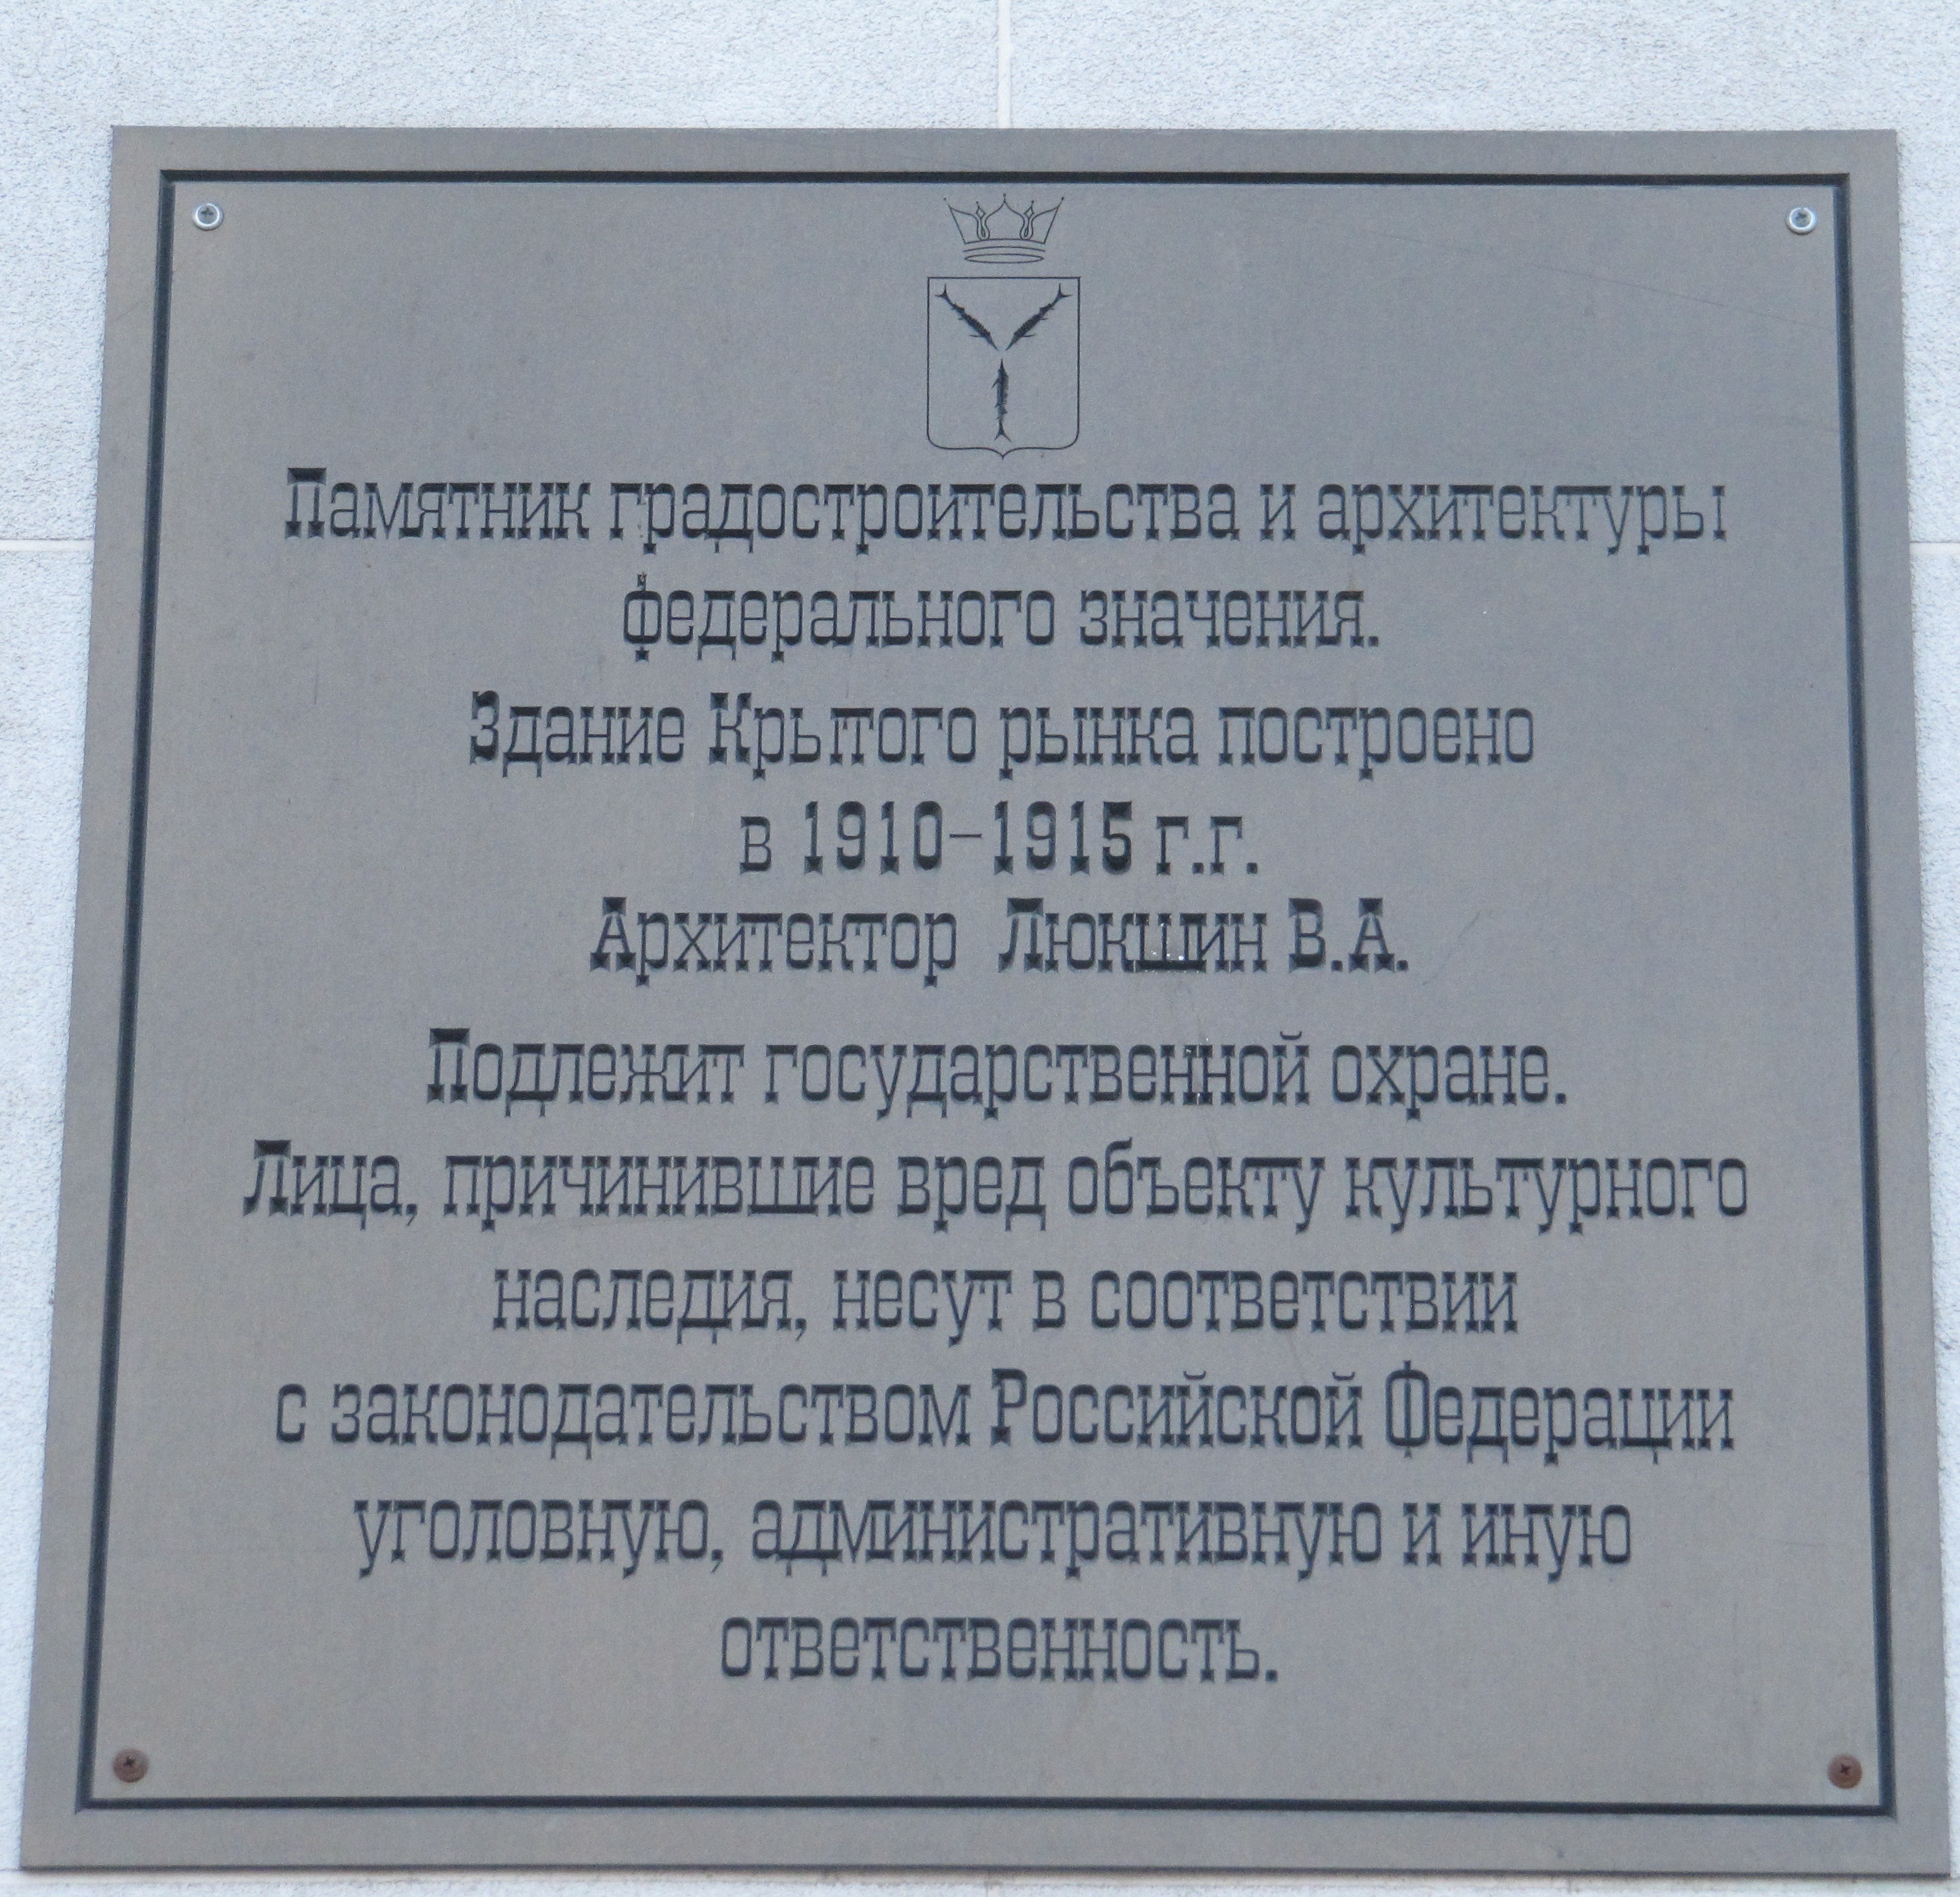 Памятник градостроительства и архитектуры
федерального значения.
Здание Крытого рынка построено
в 1910-1915 г.г.
Архитектор Люкшин В.А.
Подлежит государственной охране.
Лица, причинившие вред объекту культурного
наследия, несут в соответствии
с законодательством Российской Федерации
уголовную, административную и иную
ответственность.